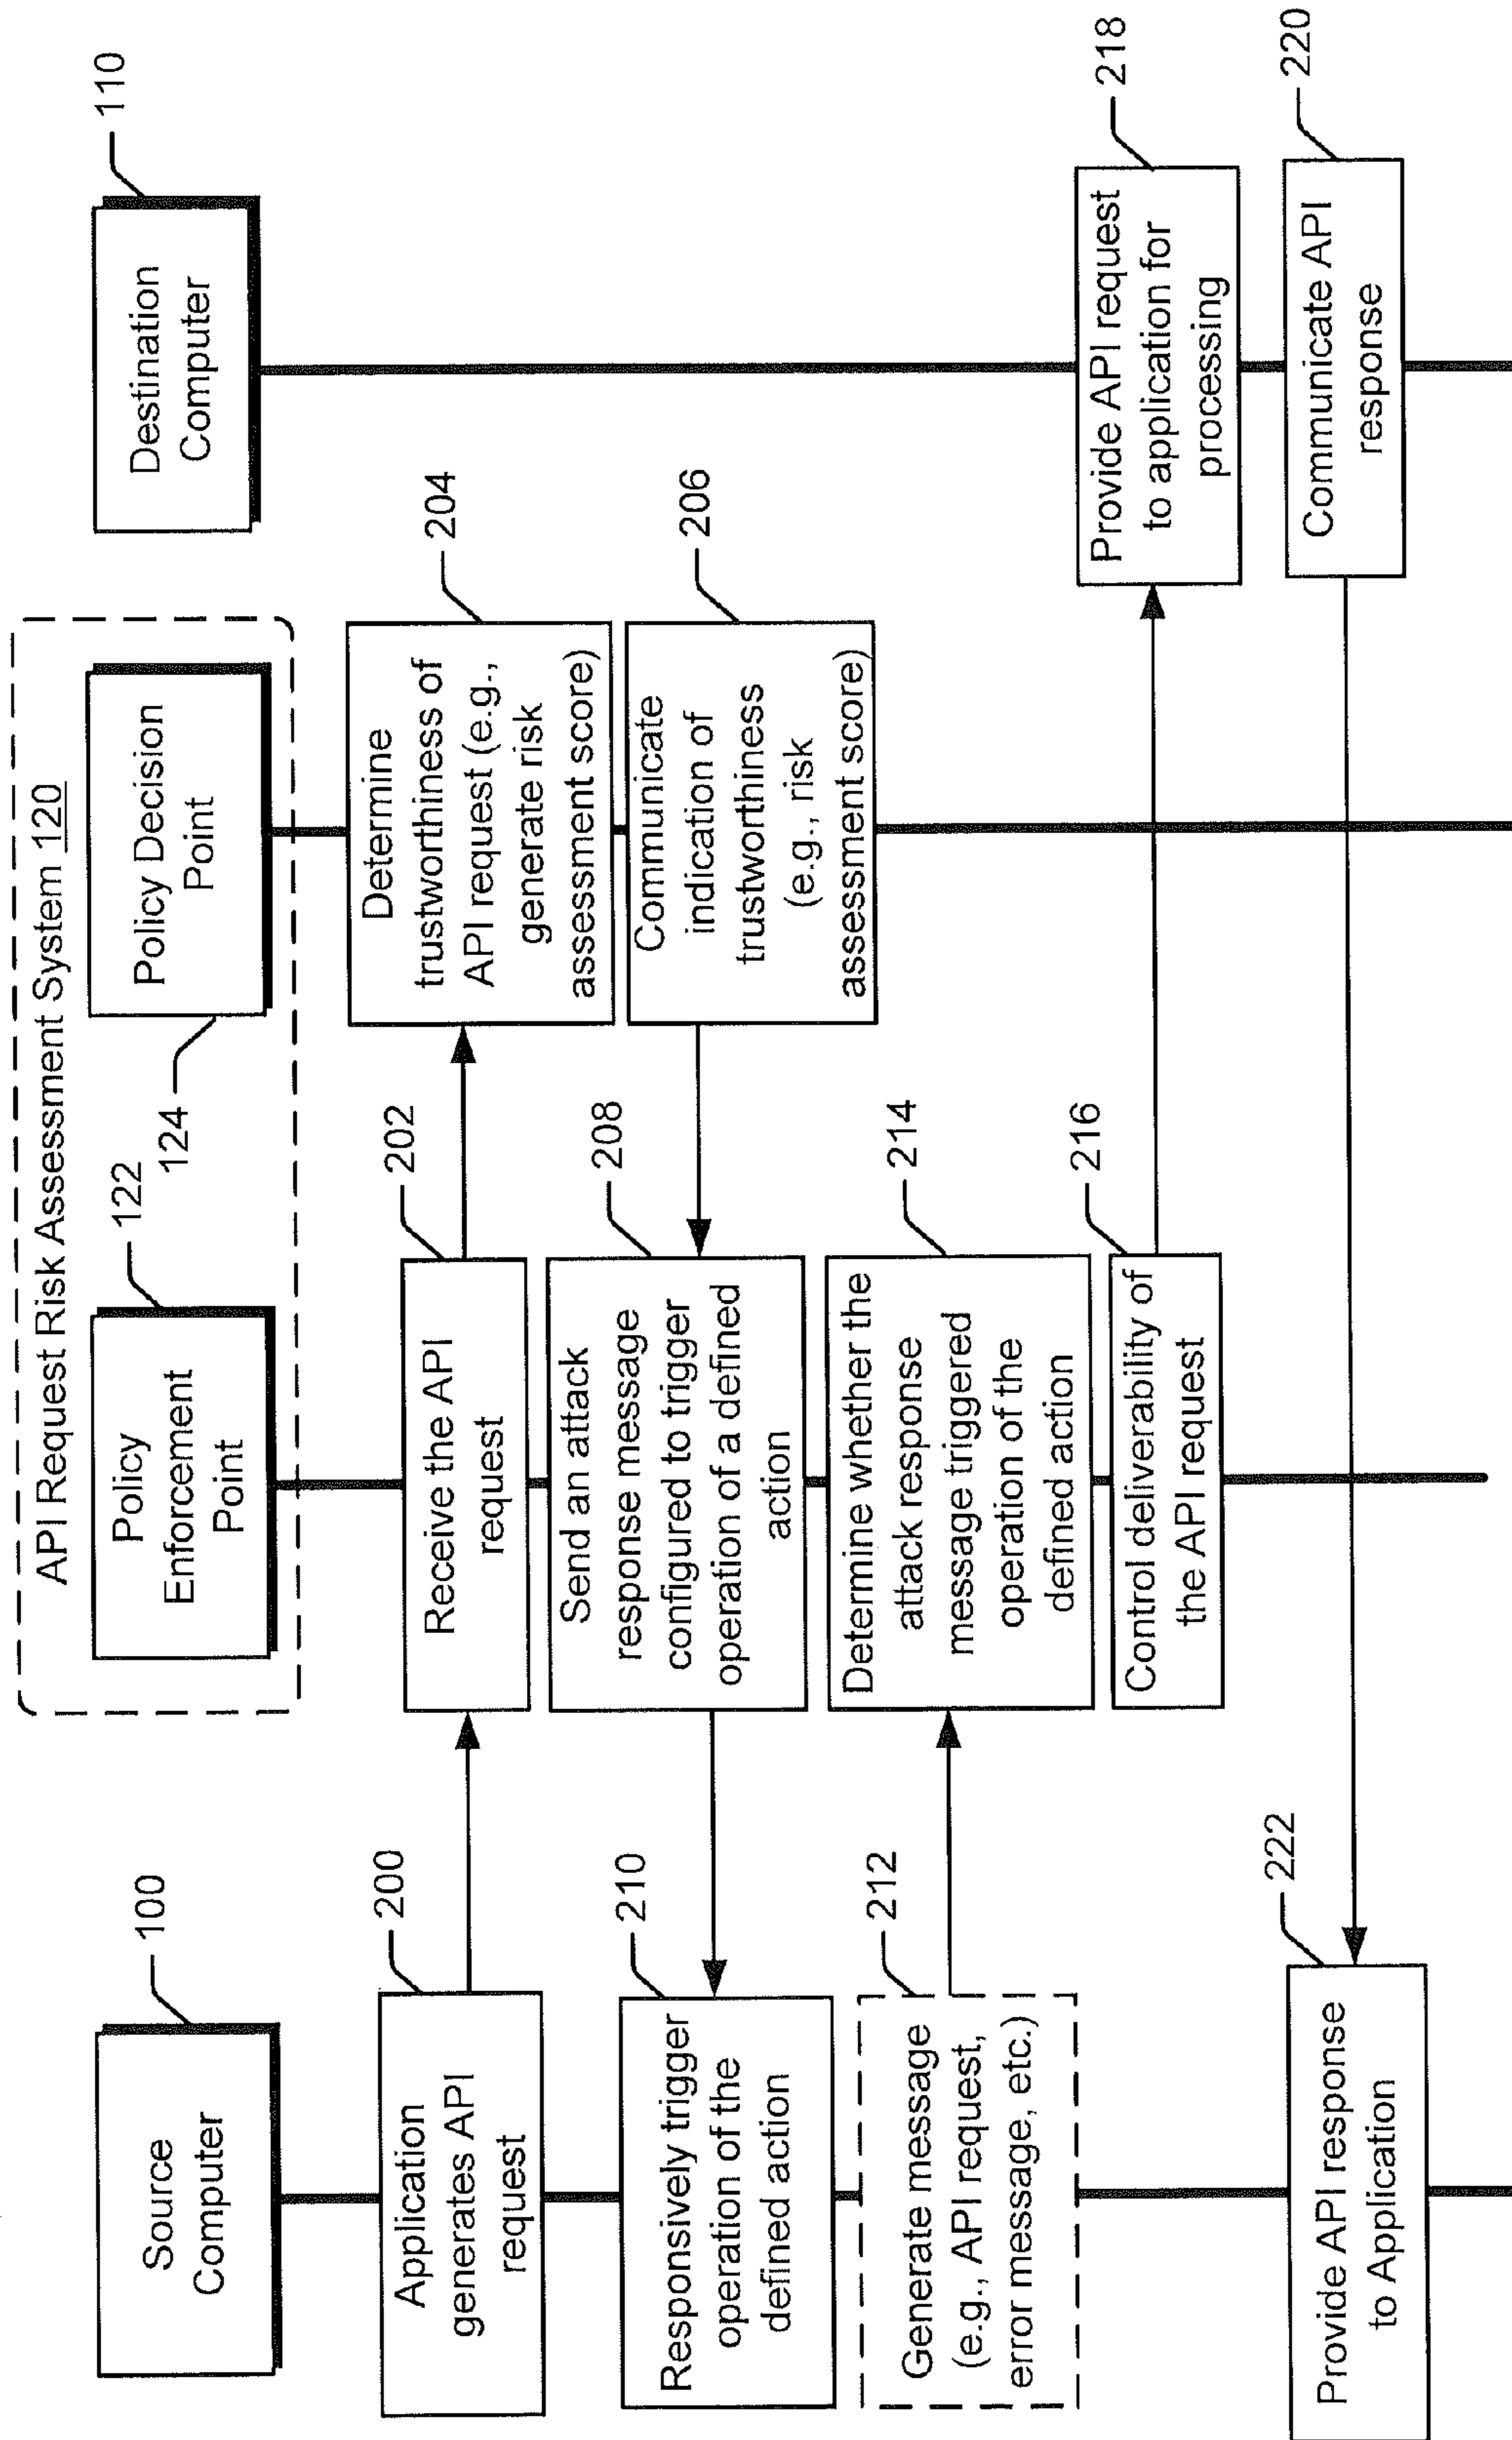 API Request Risk Assessment System 120
Source
Computer
100
Policy
Enforcement
Point
122
Policy Decision
Point
124
Destination
Computer
110
Application
generates API
request
200
Receive the API
request
202
Determine
trustworthiness of
API request (e.g.,
generate risk
assessment score)
204
Communicate
indication of
trustworthiness
(e.g., risk
assessment score)
206
Send an attack
response message
configured to trigger
operation of a defined
action
208
Responsively trigger
operation of the
defined action
210
Generate message
(e.g., API request,
error message, etc.)
212
Determine whether the
attack response
message triggered
operation of the
defined action
214
Control deliverability of
the API request
216
Provide API request
to application for
processing
218
Communicate API
response
220
Provide API response
to Application
222